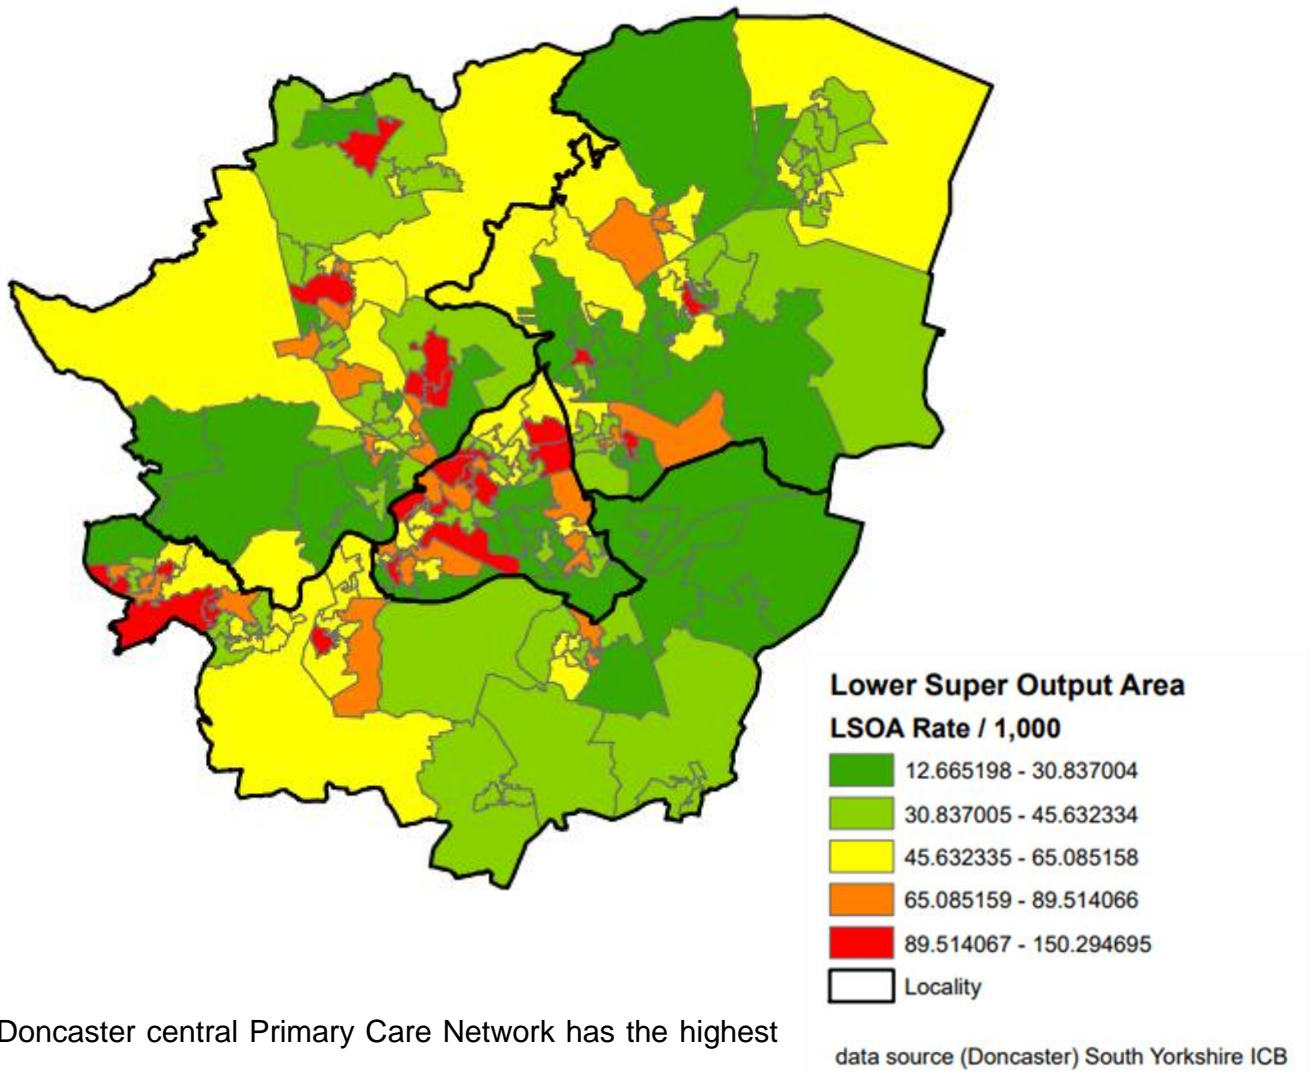 Lower Super Output Area
LSOA Rate / 1,000
12.665198 - 30.837004
30.837005 - 45.632334
45.632335 - 65.085158
65.085159 - 89.514066
89.514067 - 150.294695
Locality
Doncaster central Primary Care Network has the highest
data source (Doncaster) South Yorkshire ICB